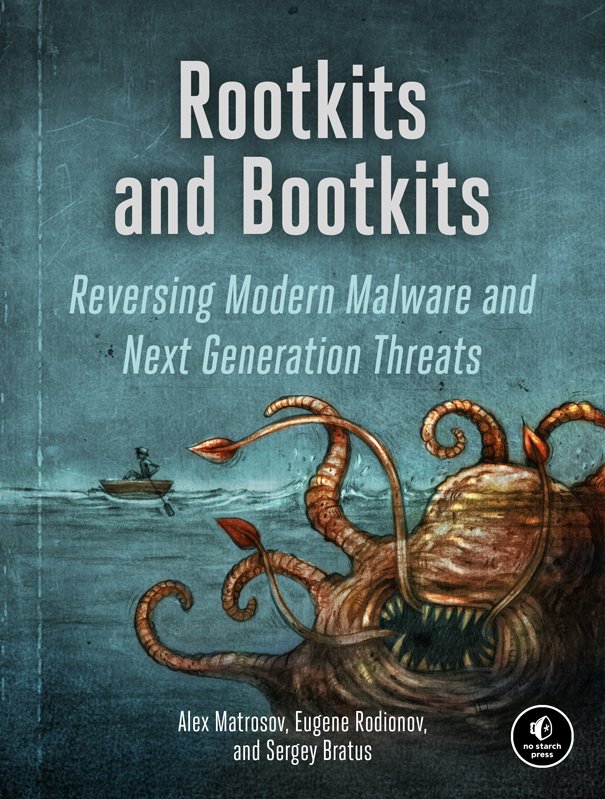 Rootkits
and Bootkits
Reversing Modern Malware and
Next Generation Threats
Alex Matrosov, Eugene Rodionov,
and Sergey Bratus
no starch
press